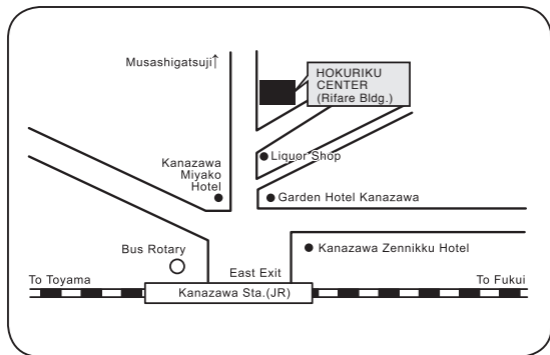 Musashigatsuji↑
HOKURIKU
CENTER
(Rifare Bldg.)
Liquor Shop
Kanazawa
Miyako
Hotel
Garden Hotel Kanazawa
Kanazawa Zennikku Hotel
Bus Rotary
East Exit
To Toyama
To Fukui
Kanazawa Sta.(JR)